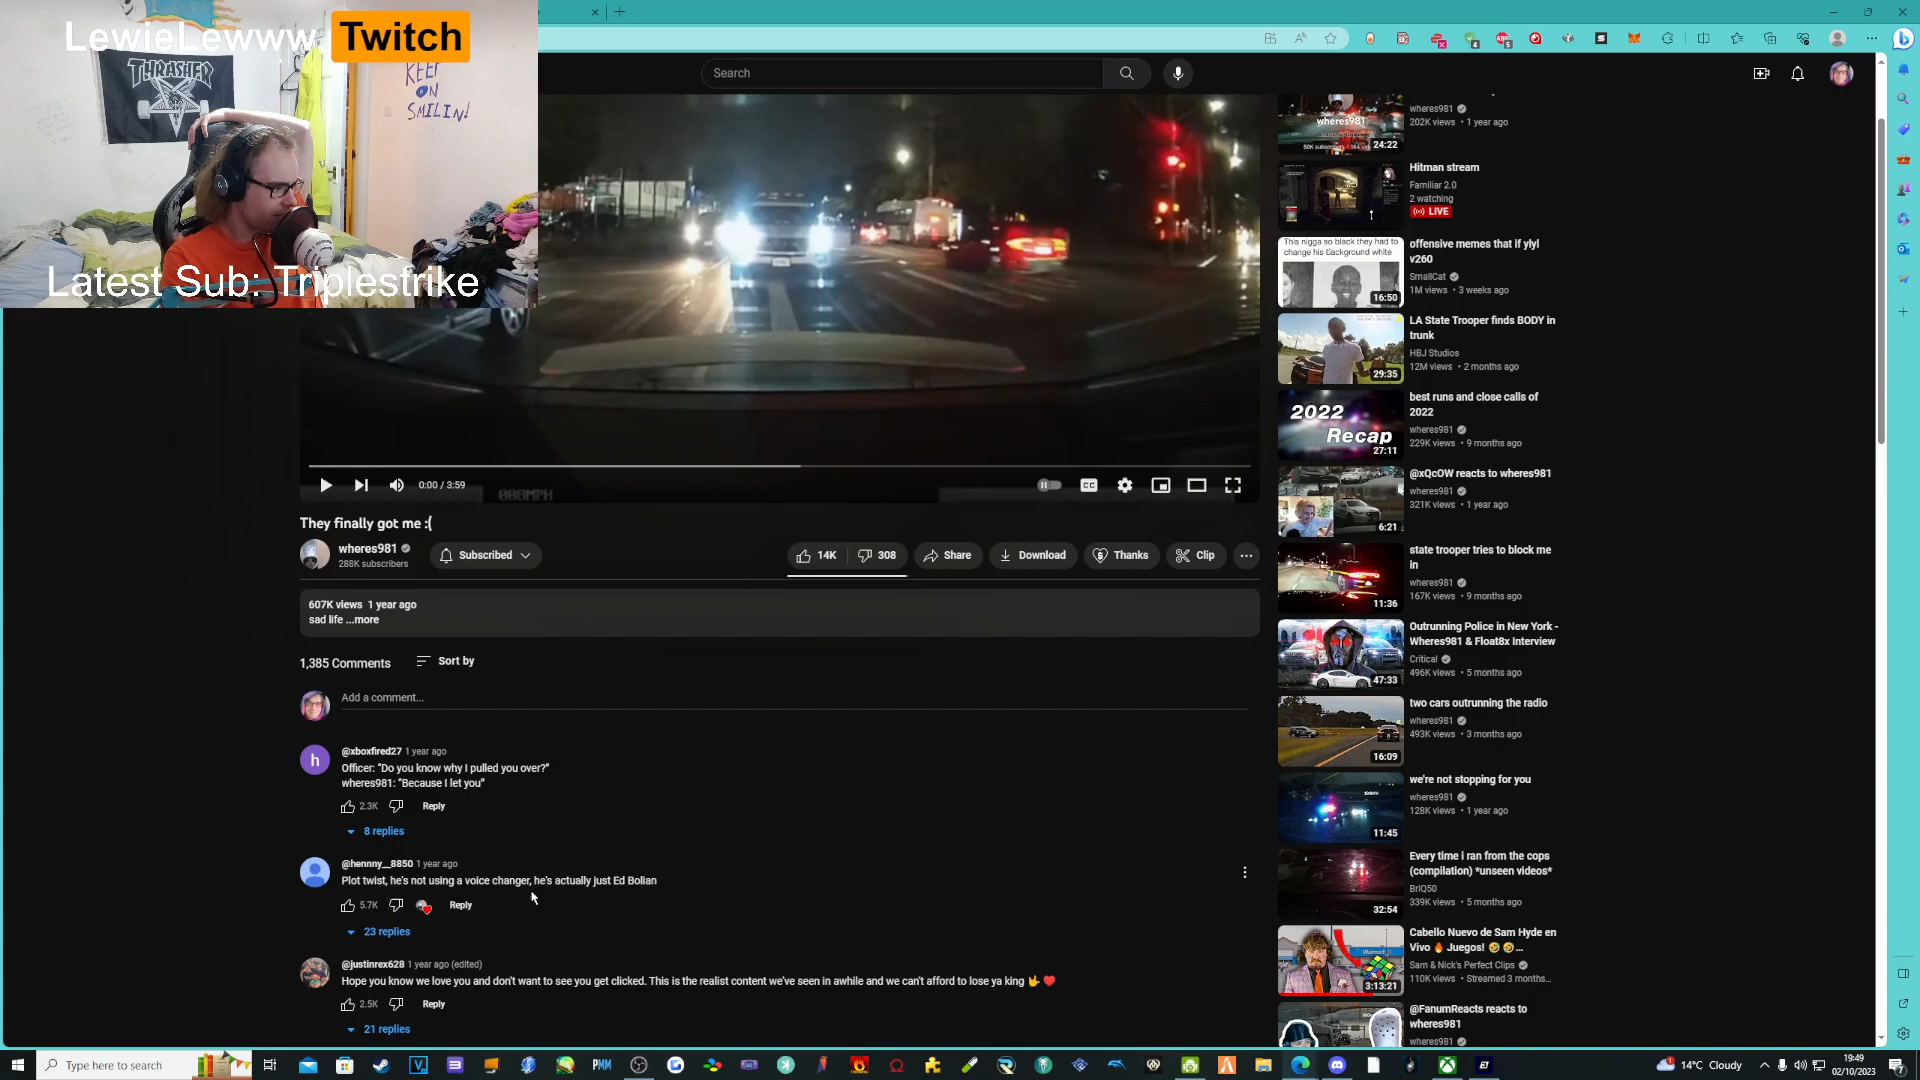 LewieLewww Twitch
THRASHER
KEEP
ON
SMILIN!
Latest Sub: Triplestrike
Search
008MPH
0:00 / 3:59
They finally got me :(
wheres981
288K subscribers
Subscribed
14K
308
Share
Download
Thanks
Clip
607K views 1 year ago
sad life ...more
1,385 Comments
Sort by
Add a comment...
@xboxfired27 1 year ago
Officer: “Do you know why I pulled you over?”
wheres981: “Because I let you”
2.3K
Reply
8 replies
@hennny__8850 1 year ago
Plot twist, he's not using a voice changer, he's actually just Ed Bolian
5.7K
Reply
23 replies
@justinrex628 1 year ago (edited)
Hope you know we love you and don't want to see you get clicked. This is the realist content we've seen in awhile and we can't afford to lose ya king 🤟 ♥️
2.5K
Reply
21 replies
wheres981
24:22
wheres981
202K views • 1 year ago
Hitman stream
Familiar 2.0
2 watching
LIVE
This nigga so black they had to
change his background white
16:50
offensive memes that if ylyl
v260
SmallCat
1M views • 3 weeks ago
29:35
LA State Trooper finds BODY in
trunk
HBJ Studios
12M views • 2 months ago
2022
Recap
27:11
best runs and close calls of
2022
wheres981
229K views • 9 months ago
6:21
@xQcOW reacts to wheres981
wheres981
321K views • 1 year ago
11:36
state trooper tries to block me
in
wheres981
167K views • 9 months ago
47:33
Outrunning Police in New York -
Wheres981 & Float8x Interview
Critical
496K views • 5 months ago
16:09
two cars outrunning the radio
wheres981
493K views • 3 months ago
11:45
we're not stopping for you
wheres981
128K views • 1 year ago
32:54
Every time i ran from the cops
(compilation) *unseen videos*
BrIQ50
339K views • 5 months ago
Walmart
3:13:21
Cabello Nuevo de Sam Hyde en
Vivo 🔥 Juegos! 🤣 🤣...
Sam & Nick's Perfect Clips
110K views • Streamed 3 months...
@FanumReacts reacts to
wheres981
wheres981
Type here to search
14°C Cloudy
19:49
02/10/2023